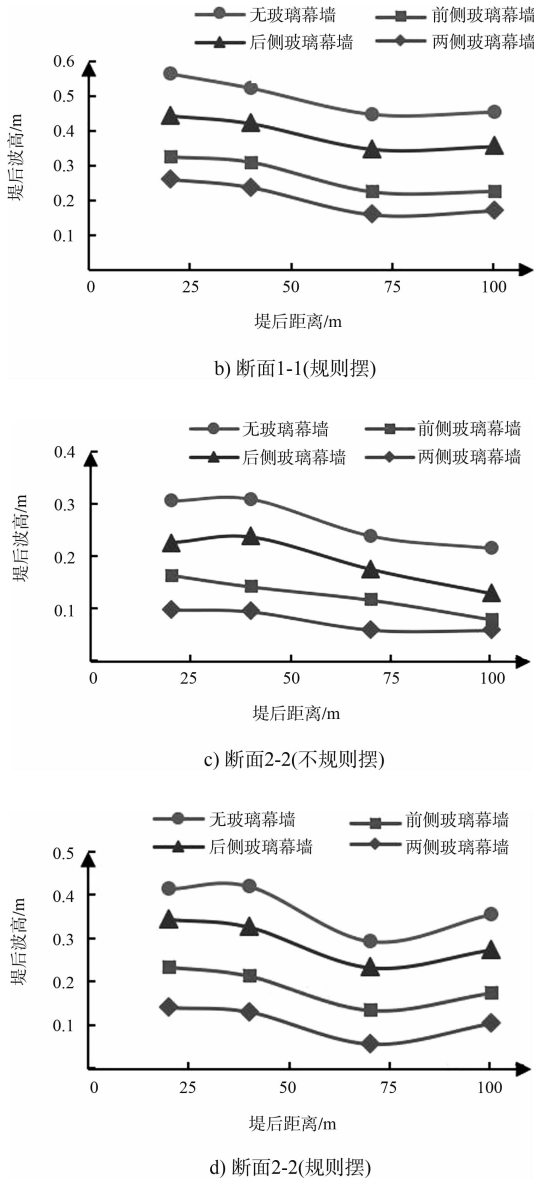 无玻璃幕墙 前侧玻璃幕墙
后侧玻璃幕墙 两侧玻璃幕墙
堤后波高/m
0.6
0.5
0.4
0.3
0.2
0.1
0 25 50 75 100
堤后距离/m
b) 断面1-1(规则摆)
无玻璃幕墙 前侧玻璃幕墙
后侧玻璃幕墙 两侧玻璃幕墙
堤后波高/m
0.4
0.3
0.2
0.1
0 25 50 75 100
堤后距离/m
c) 断面2-2(不规则摆)
无玻璃幕墙 前侧玻璃幕墙
后侧玻璃幕墙 两侧玻璃幕墙
堤后波高/m
0.5
0.4
0.3
0.2
0.1
0 25 50 75 100
堤后距离/m
d) 断面2-2(规则摆)